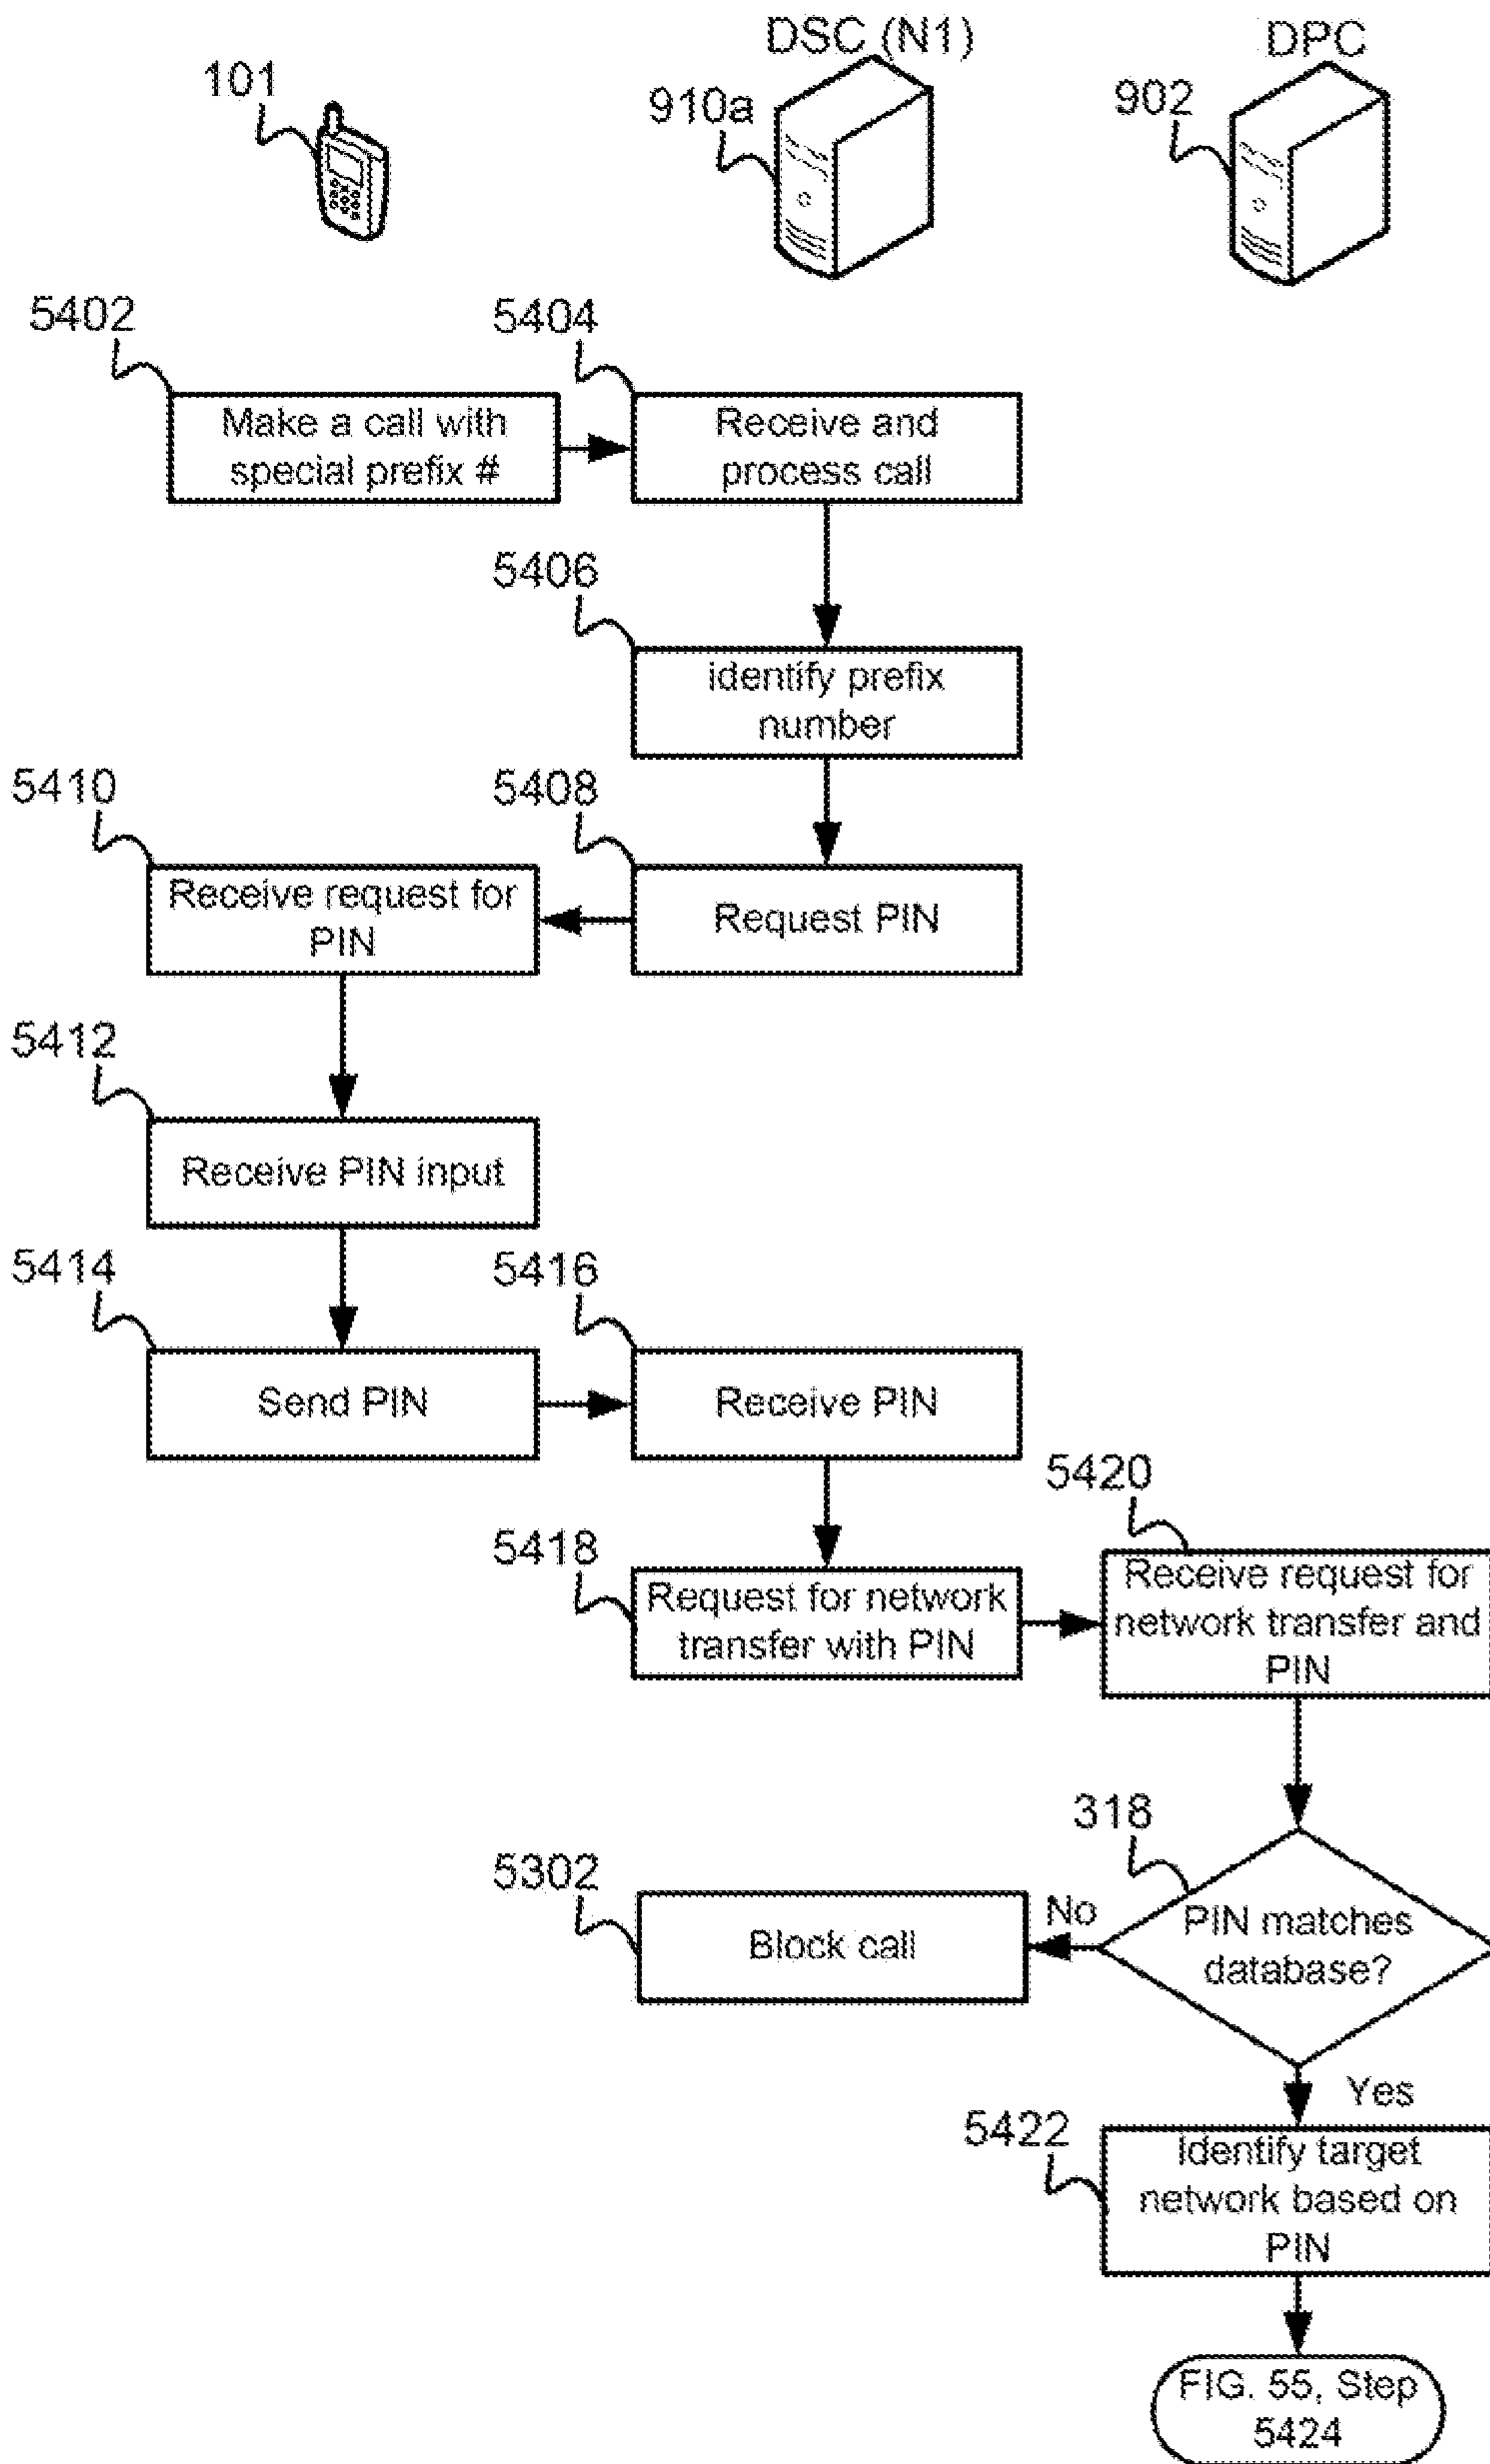 DSC (N1)
DPC
101
910a
902
5402
5404
Make a call with
special prefix #
Receive and
process call
5406
identify prefix
number
5410
5408
Receive request for
PIN
Request PIN
5412
Receive PIN input
5414
5416
Send PIN
Receive PIN
5420
5418
Request for network
transfer with PIN
Receive request for
network transfer and
PIN
318
5302
Block call
No
PIN matches
database?
Yes
5422
Identify target
network based on
PIN
FIG. 55, Step
5424